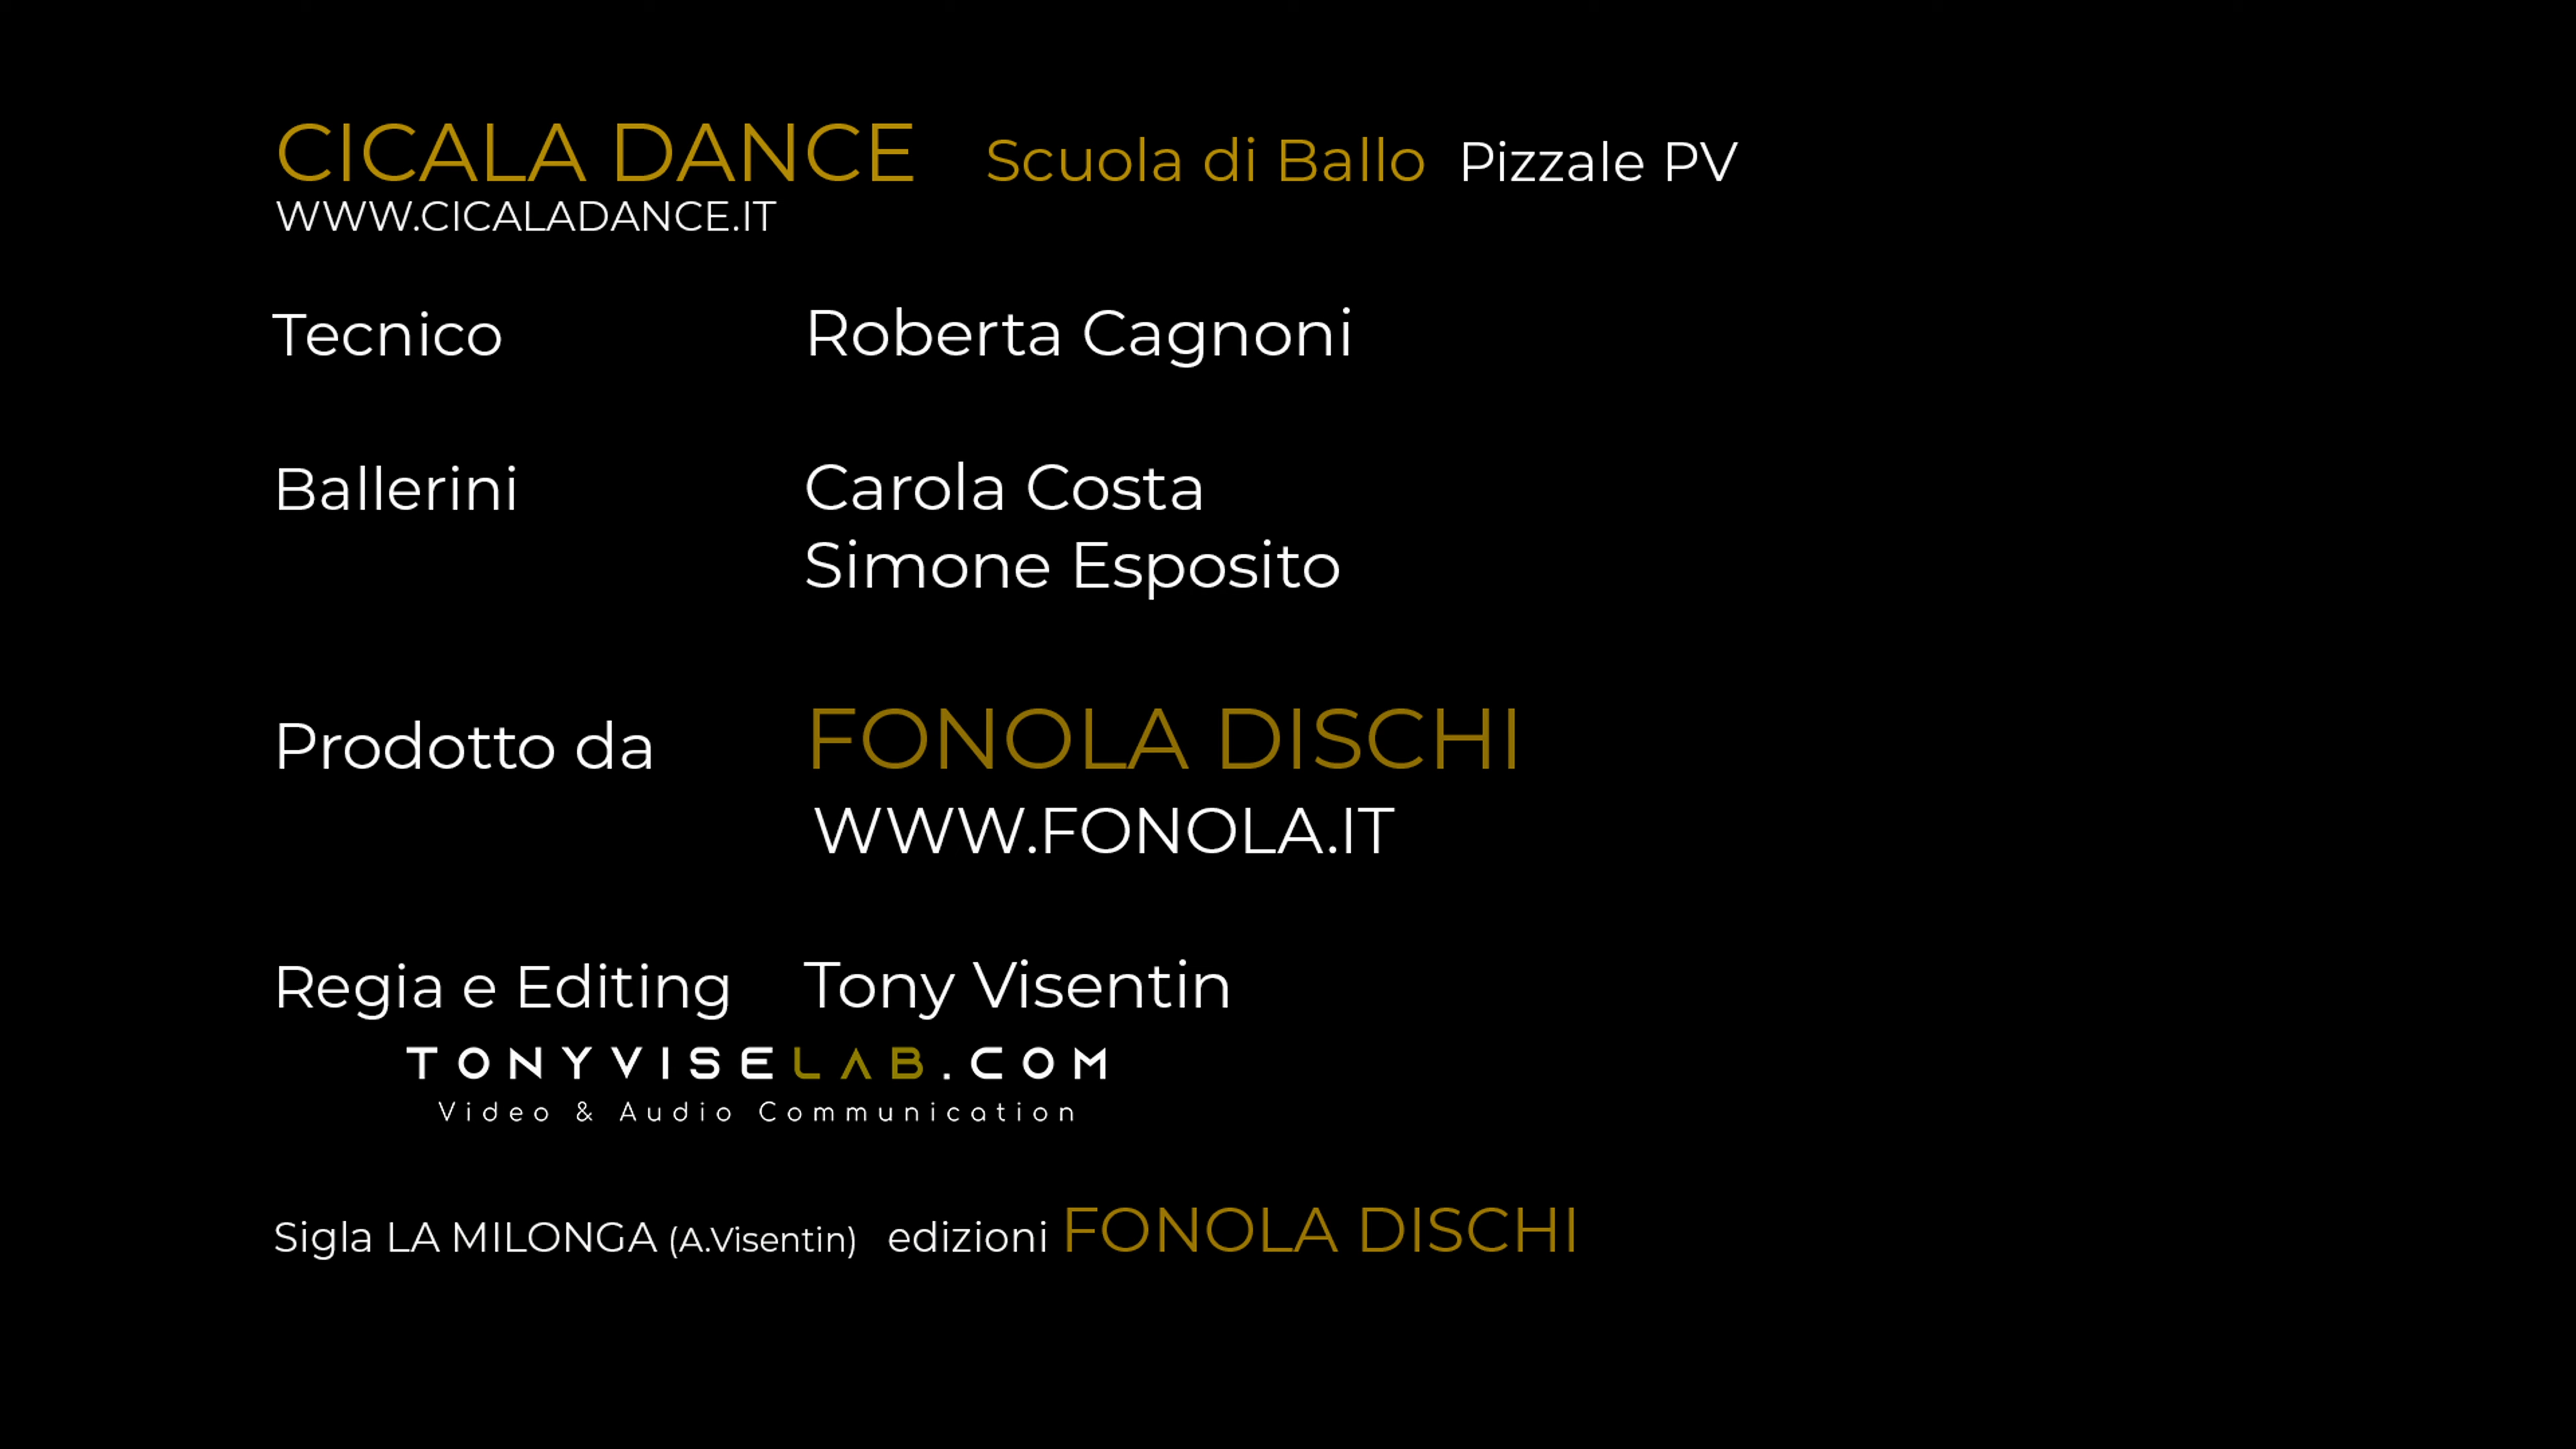 CICALA DANCE Scuola di Ballo Pizzale PV
WWW.CICALADANCE.IT
Tecnico Roberta Cagnoni
Ballerini Carola Costa
Simone Esposito
Prodotto da FONOLA DISCHI
WWW.FONOLA.IT
Regia e Editing Tony Visentin
TONYVISELAB.COM
Video & Audio Communication
Sigla LA MILONGA (A.Visentin) edizioni FONOLA DISCHI